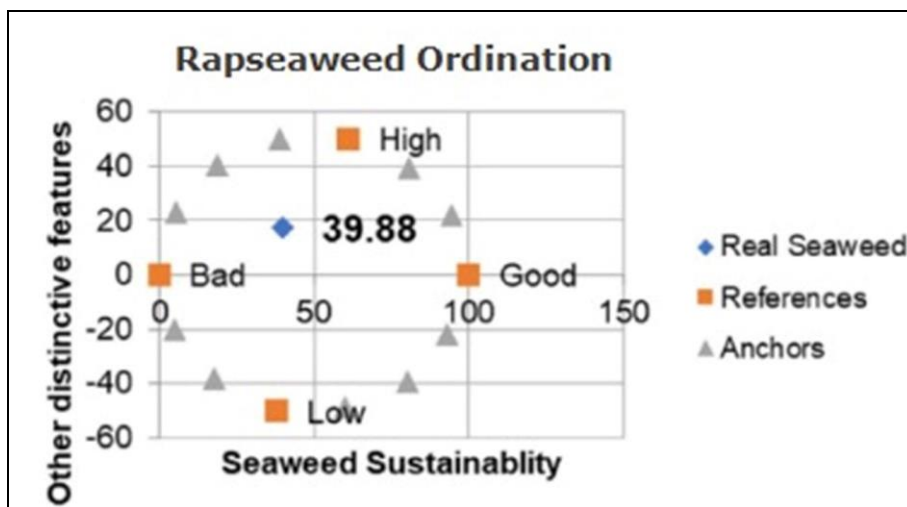 Rapseaweed Ordination
Other distinctive features
60
High
40
20
39.88
0
Bad
Good
0
50
100
150
-20
-40
Low
-60
Seaweed Sustainablity
Real Seaweed
References
Anchors